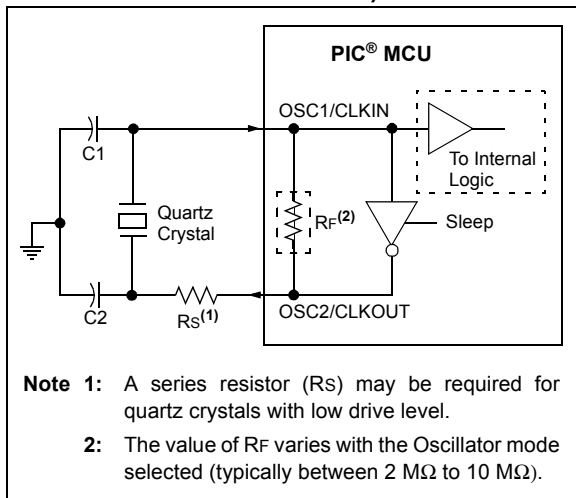 PIC® MCU
OSC1/CLKIN
C1
To Internal
Logic
Quartz
Crystal
RF(2)
Sleep
C2
RS(1)
OSC2/CLKOUT
Note 1: A series resistor (RS) may be required for
quartz crystals with low drive level.
2: The value of RF varies with the Oscillator mode
selected (typically between 2 MΩ to 10 MΩ).